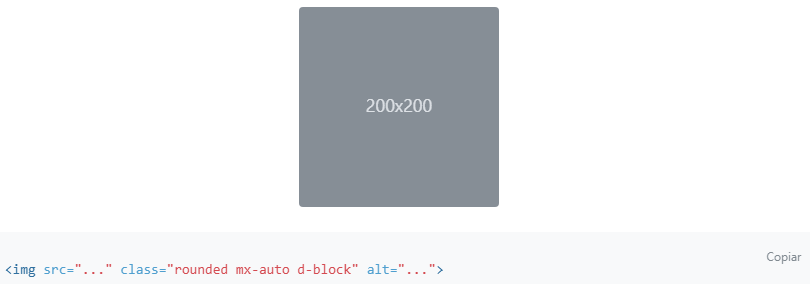 200x200
Copiar
<img src="..." class="rounded mx-auto d-block" alt="...">